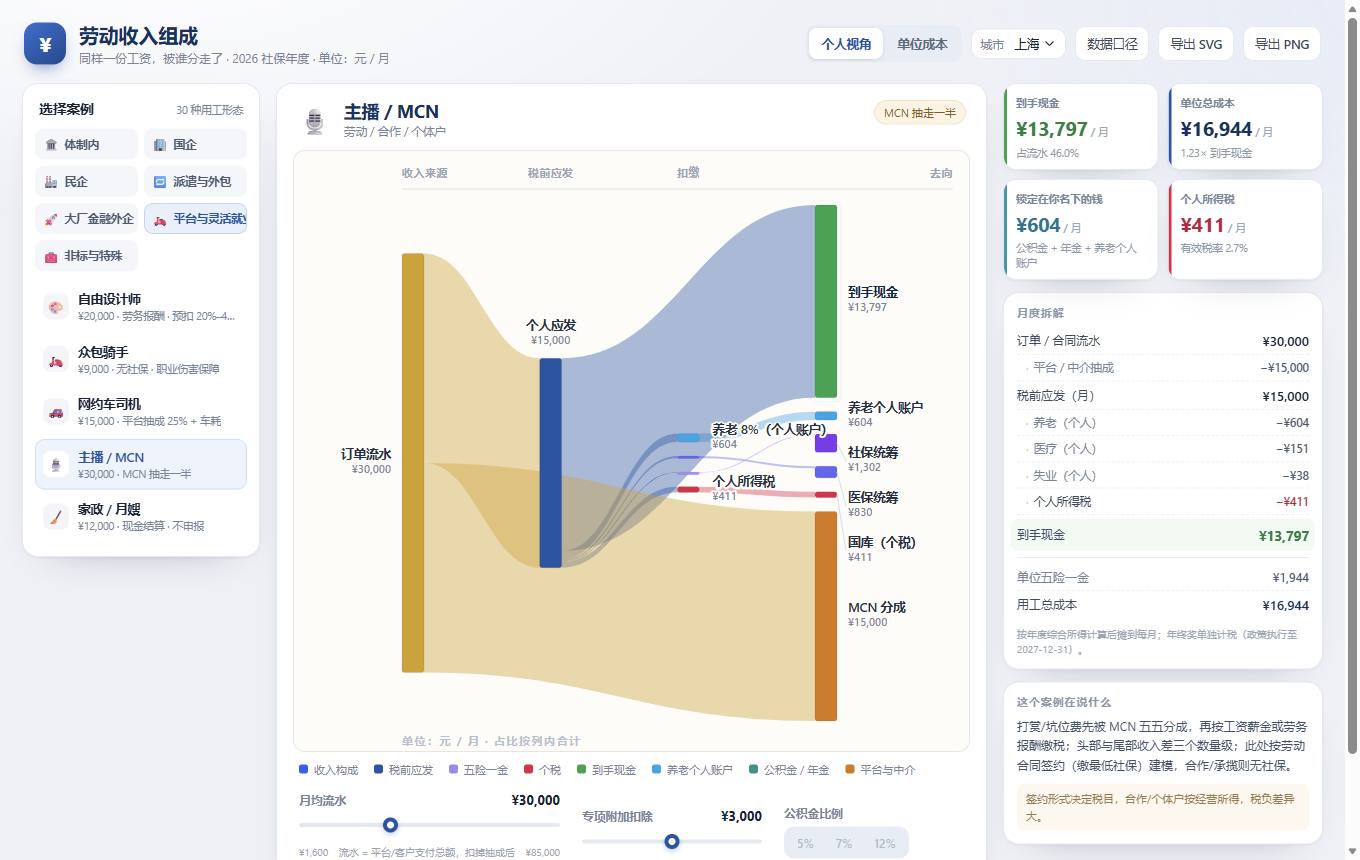 ¥
劳动收入组成
同样一份工资，被谁分走了 · 2026 社保年度 · 单位：元 / 月
个人视角
单位成本
城市 上海
数据口径
导出 SVG
导出 PNG
选择案例
30 种用工形态
体制内
国企
民企
派遣与外包
大厂金融外企
平台与灵活就业
非标与特殊
自由设计师
¥20,000 · 劳务报酬 · 预扣 20%–4...
众包骑手
¥9,000 · 无社保 · 职业伤害保障
网约车司机
¥15,000 · 平台抽成 25% + 车耗
主播 / MCN
¥30,000 · MCN 抽走一半
家政 / 月嫂
¥12,000 · 现金结算 · 不申报
主播 / MCN
劳动 / 合作 / 个体户
MCN 抽走一半
收入来源
税前应发
扣缴
去向
订单流水
¥30,000
个人应发
¥15,000
养老 8%（个人账户）
¥604
个人所得税
¥411
到手现金
¥13,797
养老个人账户
¥604
社保统筹
¥1,302
医保统筹
¥830
国库（个税）
¥411
MCN 分成
¥15,000
单位：元 / 月 · 占比按列内合计
收入构成
税前应发
五险一金
个税
到手现金
养老个人账户
公积金 / 年金
平台与中介
月均流水
¥30,000
¥1,600
流水 = 平台/客户支付总额，扣掉抽成后
¥85,000
专项附加扣除
¥3,000
公积金比例
5%
7%
12%
到手现金
¥13,797 / 月
占流水 46.0%
单位总成本
¥16,944 / 月
1.23× 到手现金
锁定在你名下的钱
¥604 / 月
公积金 + 年金 + 养老个人
账户
个人所得税
¥411 / 月
有效税率 2.7%
月度拆解
订单 / 合同流水
¥30,000
· 平台 / 中介抽成
−¥15,000
税前应发（月）
¥15,000
· 养老（个人）
−¥604
· 医疗（个人）
−¥151
· 失业（个人）
−¥38
· 个人所得税
−¥411
到手现金
¥13,797
单位五险一金
¥1,944
用工总成本
¥16,944
按年度综合所得计算后摊到每月；年终奖单独计税（政策执行至
2027-12-31）。
这个案例在说什么
打赏/坑位费先被 MCN 五五分成，再按工资薪金或劳务
报酬缴税；头部与尾部收入差三个数量级；此处按劳动
合同签约（缴最低社保）建模，合作/承揽则无社保。
签约形式决定税目，合作/个体户按经营所得，税负差异
大。